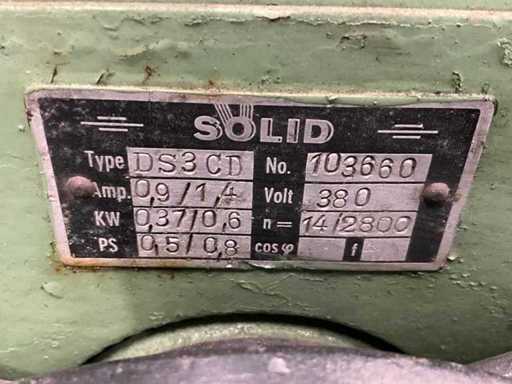 SOLID
Type DS3CD No. 103660
Amp. 0,9/1,4 Volt 380
KW 0,37/0,6 n= 14/2800
PS 0,5/0,8 cos φ f